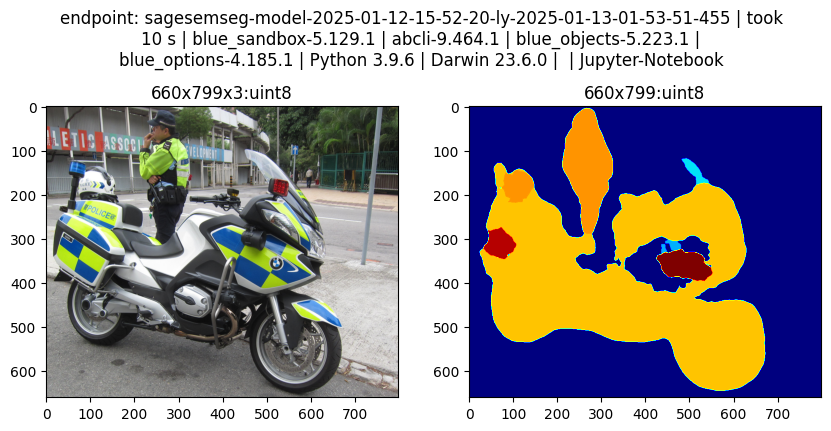 endpoint: sagesemseg-model-2025-01-12-15-52-20-ly-2025-01-13-01-53-51-455 | took
10 s | blue_sandbox-5.129.1 | abcli-9.464.1 | blue_objects-5.223.1 |
blue_options-4.185.1 | Python 3.9.6 | Darwin 23.6.0 |  | Jupyter-Notebook
660x799x3:uint8
660x799:uint8
0
100
200
300
400
500
600
0 100 200 300 400 500 600 700
0
100
200
300
400
500
600
0 100 200 300 400 500 600 700
LETIC ASSOCI
DEVELOPMENT
POLICE